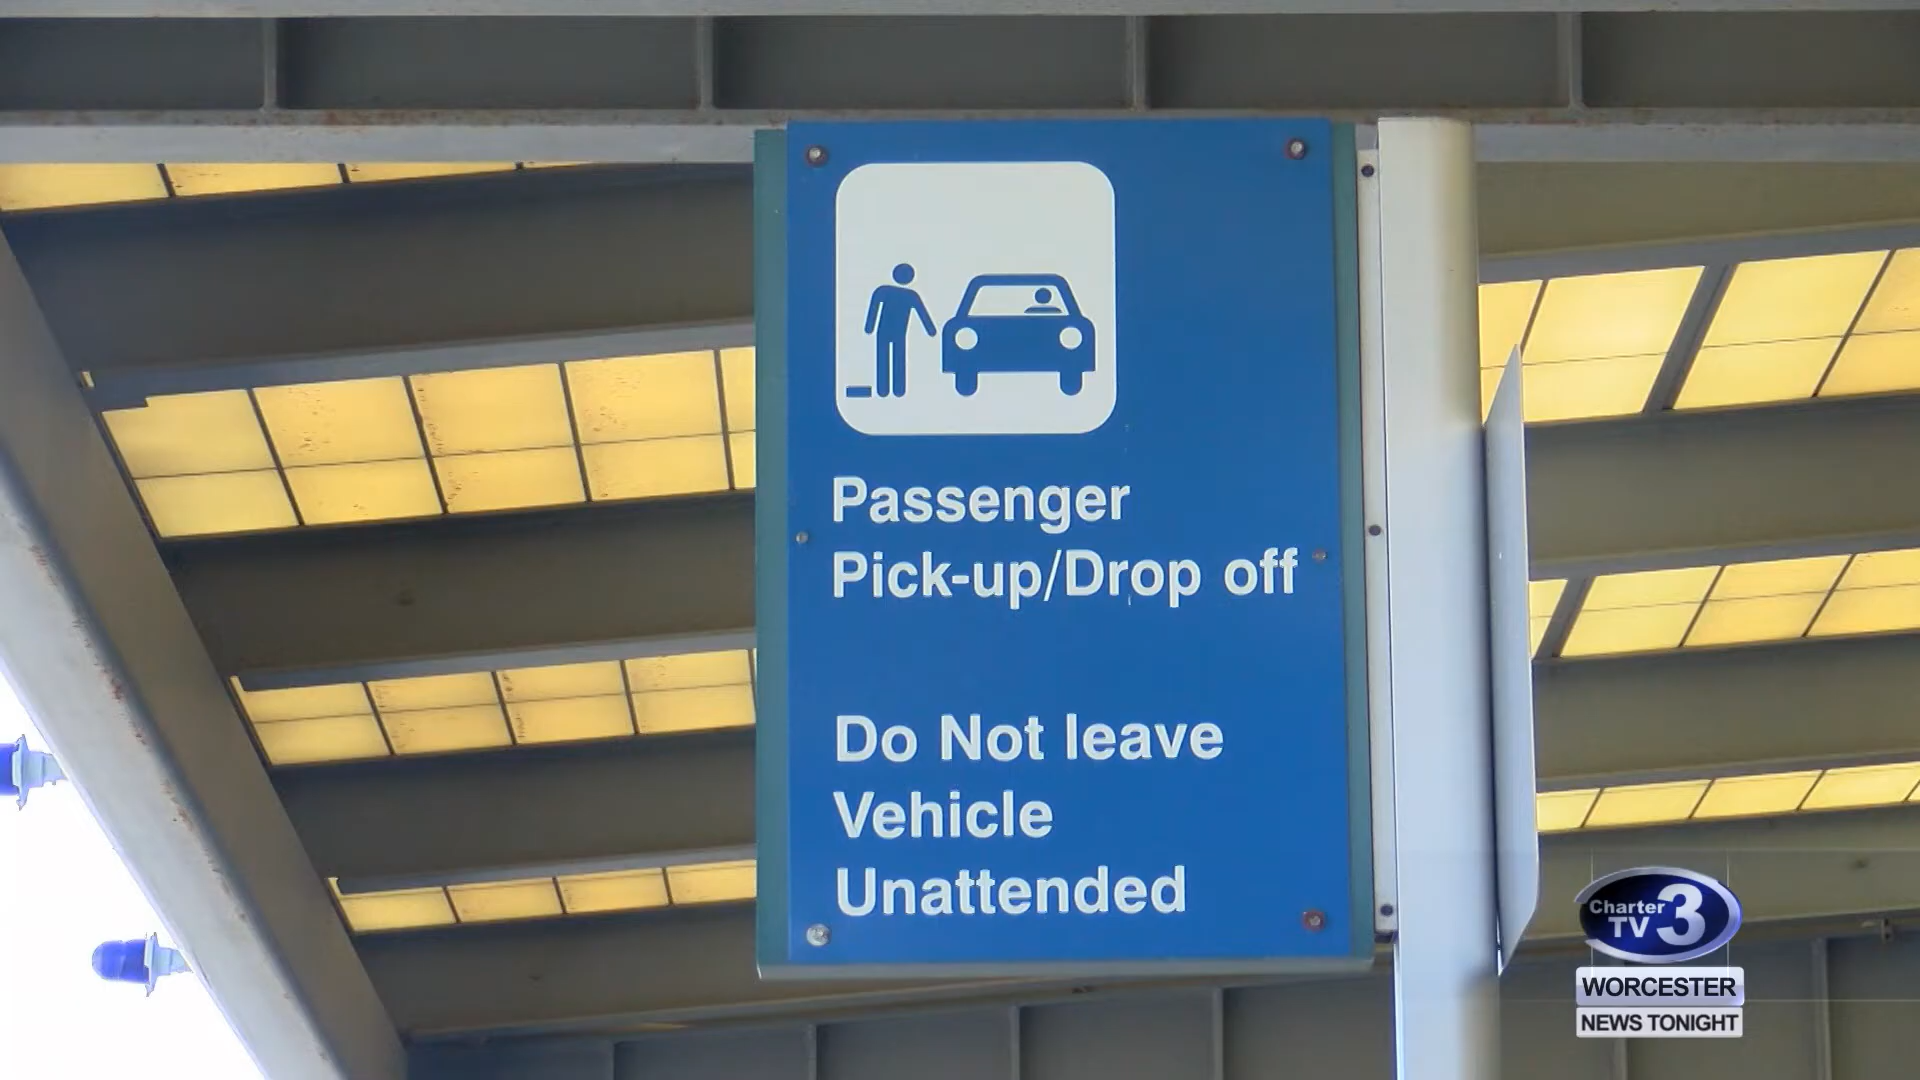 Passenger
Pick-up/Drop off
Do Not leave
Vehicle
Unattended
Charter
TV 3
WORCESTER
NEWS TONIGHT